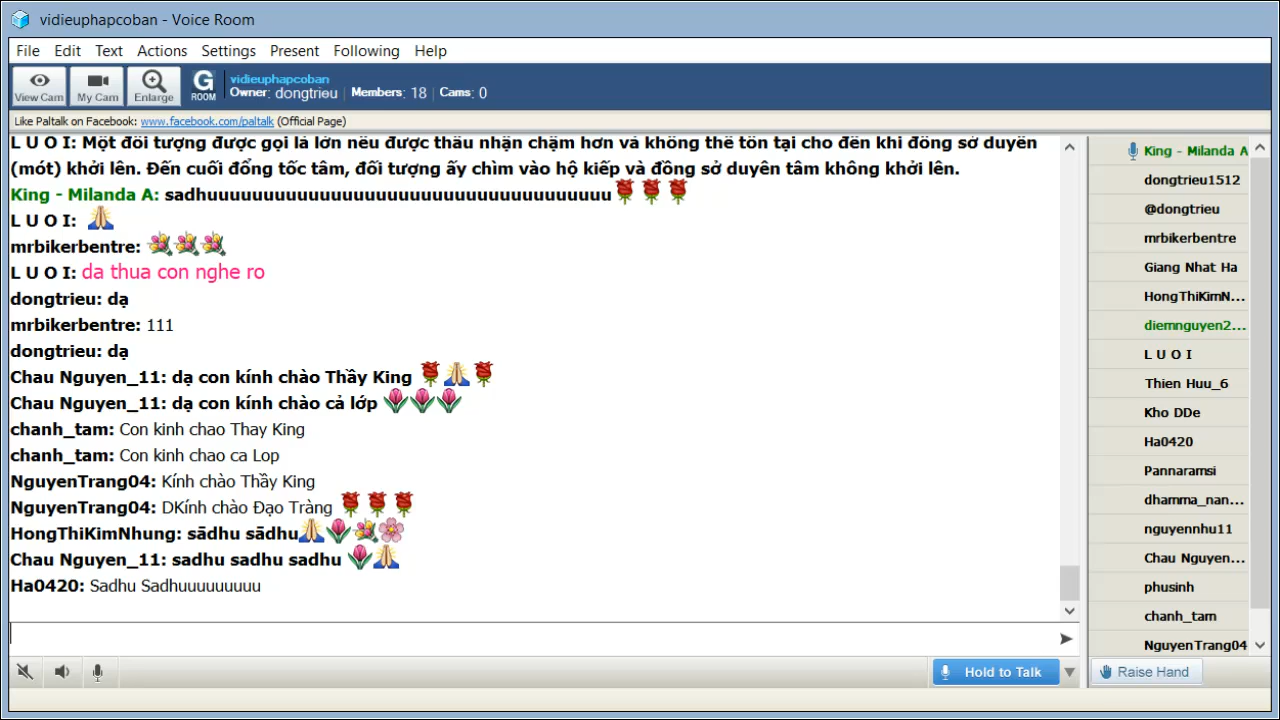 vidieuphapcoban - Voice Room
File Edit Text Actions Settings Present Following Help
View Cam My Cam Enlarge G ROOM vidieuphapcoban
Owner: dongtrieu Members: 18 Cams: 0
Like Paltalk on Facebook: www.facebook.com/paltalk (Official Page)
L U O I: Một đối tượng được gọi là lớn nếu được thâu nhận chậm hơn và không thể tồn tại cho đến khi đồng sở duyên
(mót) khởi lên. Đến cuối đổng tốc tâm, đối tượng ấy chìm vào hộ kiếp và đồng sở duyên tâm không khởi lên.
King - Milanda A: sadhuuuuuuuuuuuuuuuuuuuuuuuuuuuuuuuuuuuu
L U O I:
mrbikerbentre:
L U O I: da thua con nghe ro
dongtrieu: dạ
mrbikerbentre: 111
dongtrieu: dạ
Chau Nguyen_11: dạ con kính chào Thầy King
Chau Nguyen_11: dạ con kính chào cả lớp
chanh_tam: Con kinh chao Thay King
chanh_tam: Con kinh chao ca Lop
NguyenTrang04: Kính chào Thầy King
NguyenTrang04: DKính chào Đạo Tràng
HongThiKimNhung: sādhu sādhu
Chau Nguyen_11: sadhu sadhu sadhu
Ha0420: Sadhu Sadhuuuuuuuuu
King - Milanda A
dongtrieu1512
@dongtrieu
mrbikerbentre
Giang Nhat Ha
HongThiKimN...
diemnguyen2...
L U O I
Thien Huu_6
Kho DDe
Ha0420
Pannaramsi
dhamma_nan...
nguyennhu11
Chau Nguyen...
phusinh
chanh_tam
NguyenTrang04
Hold to Talk
Raise Hand